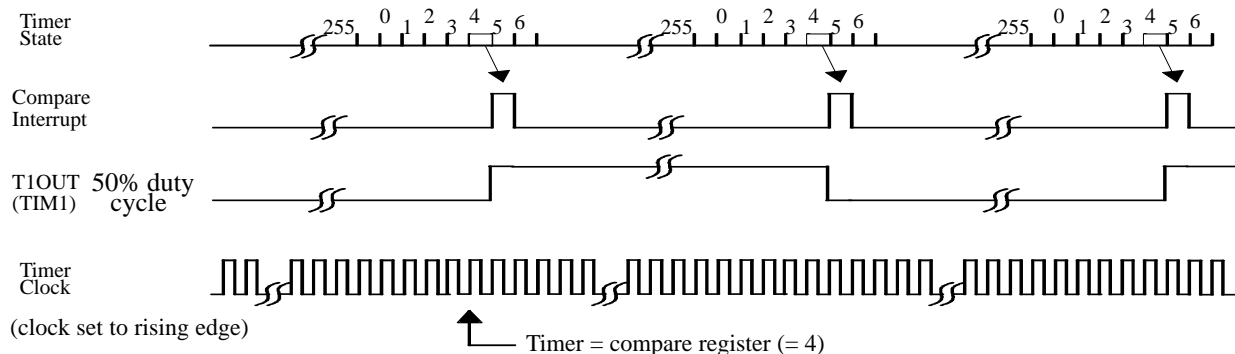 Timer
State
255 0 1 2 3 4 5 6 255 0 1 2 3 4 5 6 255 0 1 2 3 4 5 6
Compare
Interrupt
T1OUT 50% duty
(TIM1) cycle
Timer
Clock
(clock set to rising edge)
Timer = compare register (= 4)